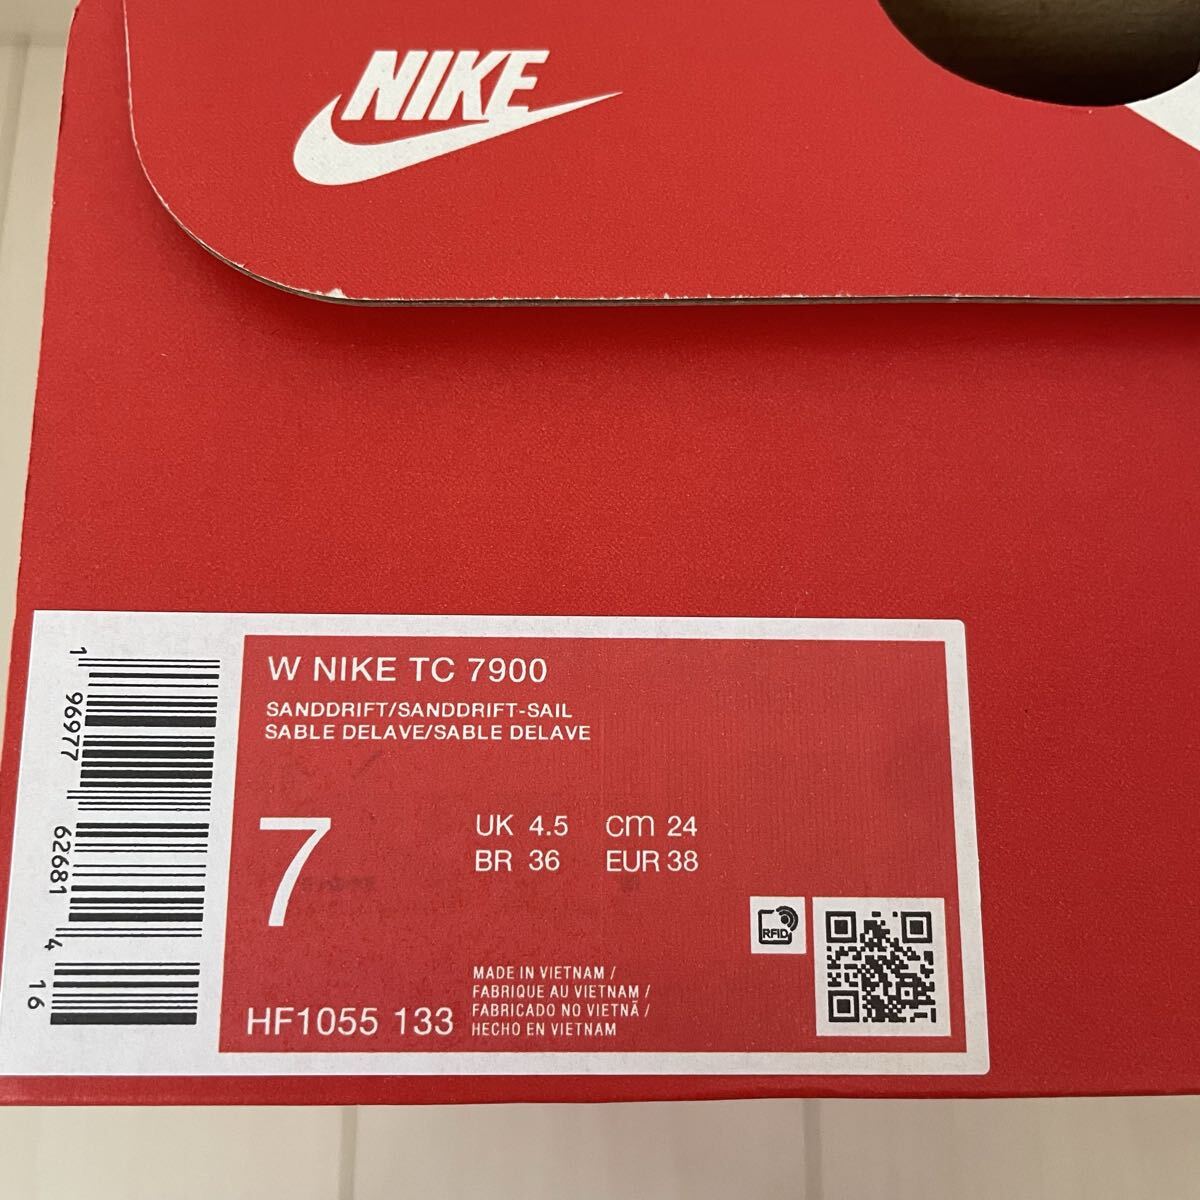 NIKE
W NIKE TC 7900
SANDDRIFT/SANDDRIFT-SAIL
SABLE DELAVE/SABLE DELAVE
7
UK 4.5 cm 24
BR 36 EUR 38
RFID
MADE IN VIETNAM /
FABRIQUE AU VIETNAM /
FABRICADO NO VIETNÃ /
HECHO EN VIETNAM
HF1055 133
1 96977 62681 4 16